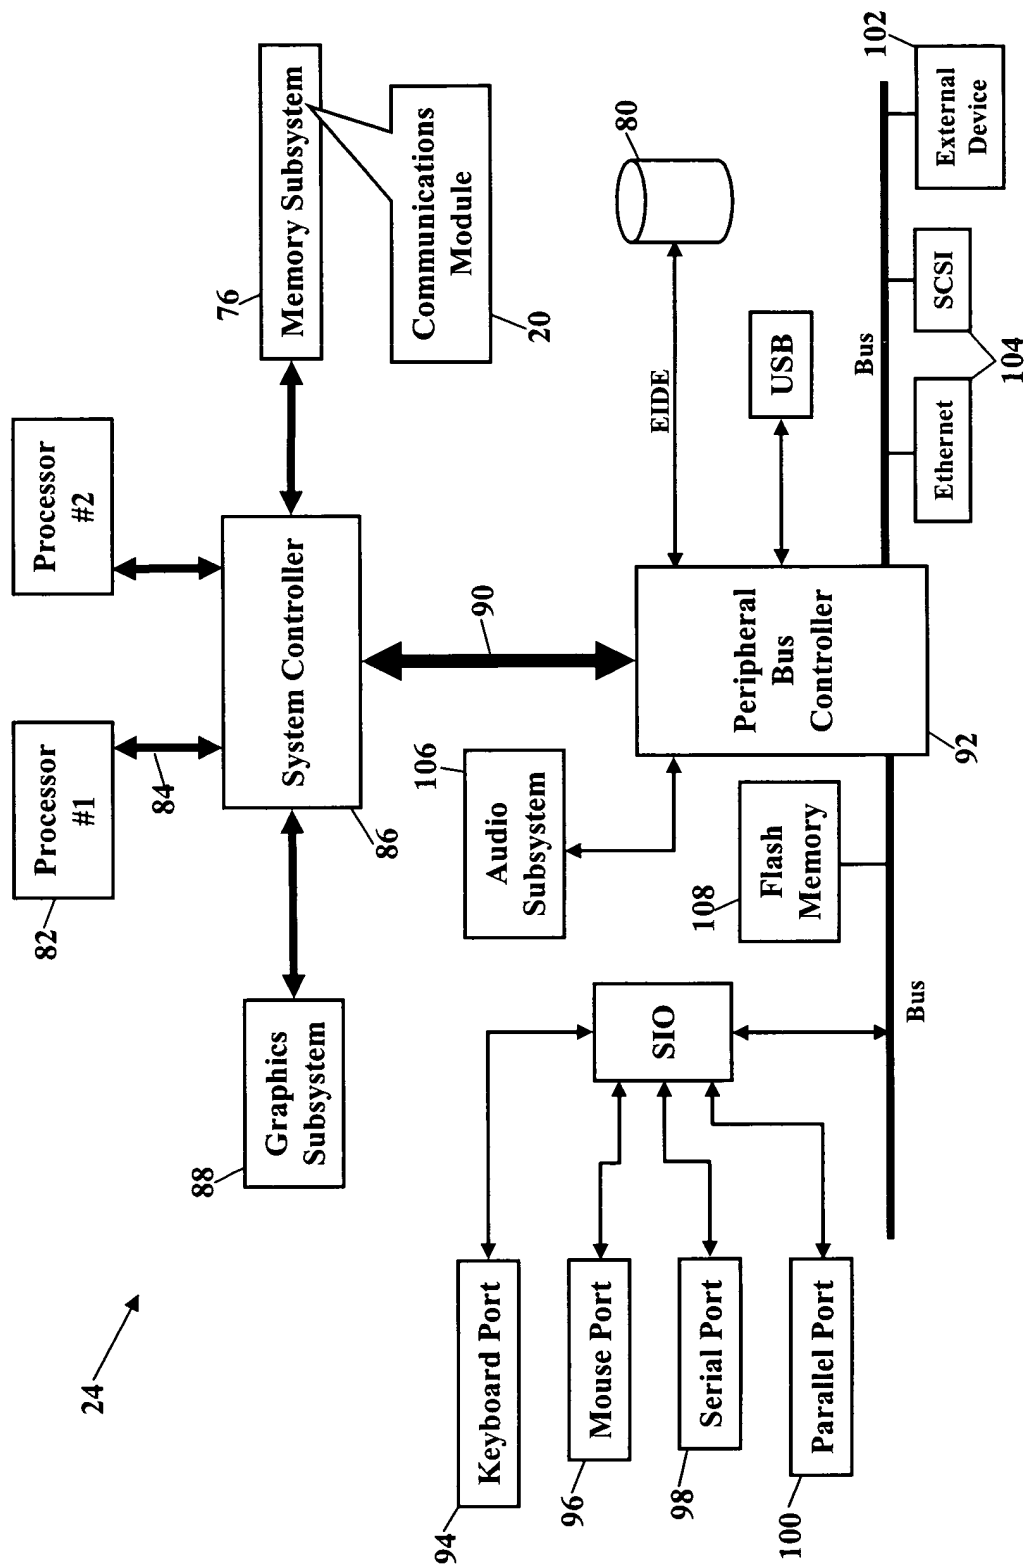 24
82
Processor
#1
84
Processor
#2
88
Graphics
Subsystem
System Controller
86
76
Memory Subsystem
Communications
Module
20
90
94
Keyboard Port
96
Mouse Port
98
Serial Port
100
Parallel Port
SIO
106
Audio
Subsystem
108
Flash
Memory
Peripheral
Bus
Controller
92
EIDE
80
USB
Bus
Bus
Ethernet
SCSI
104
External
Device
102